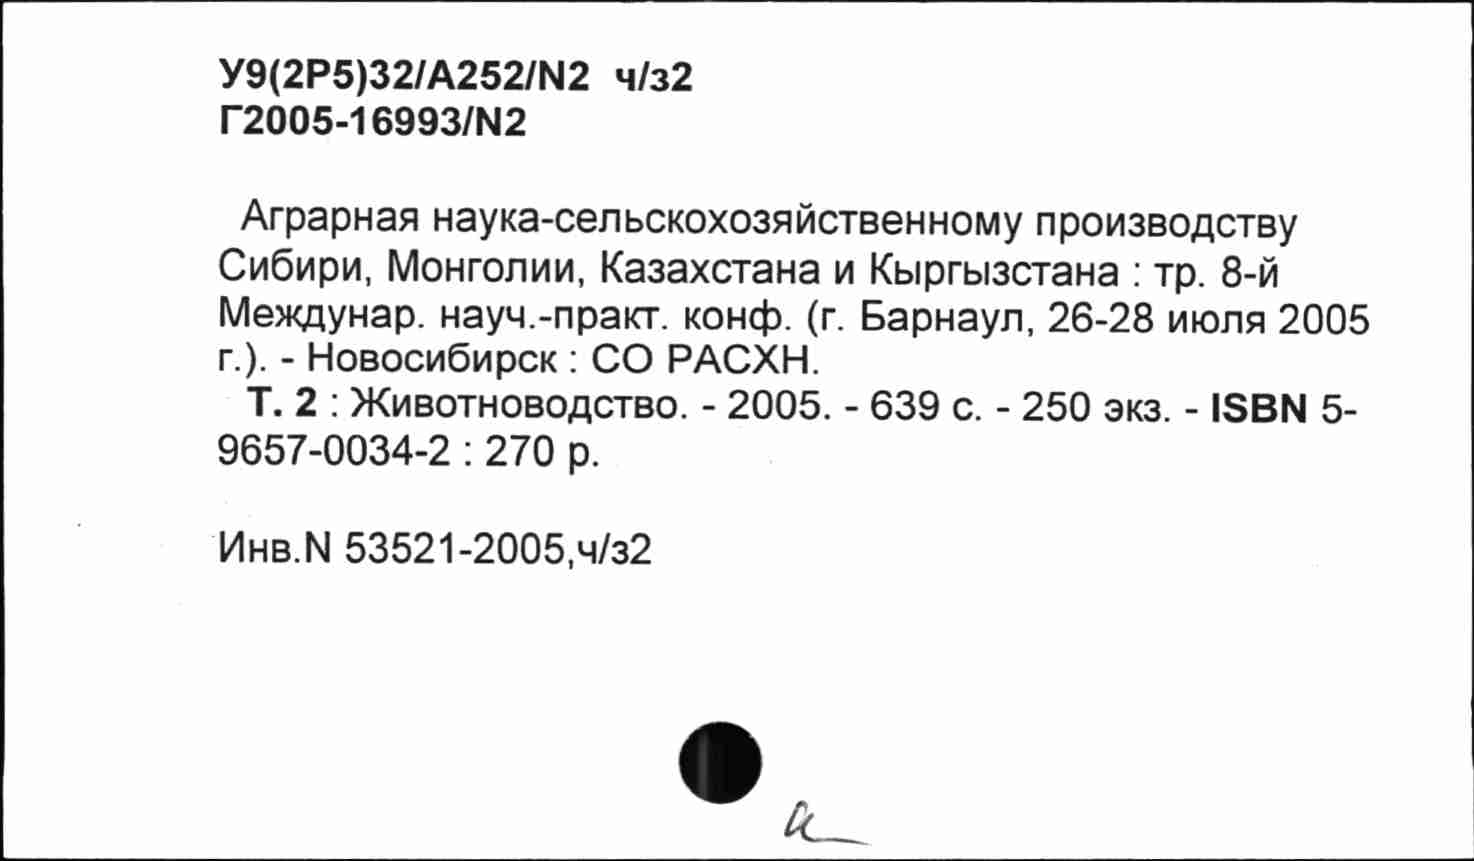 У9(2Р5)32/А252/N2 ч/з2
Г2005-16993/N2
Аграрная наука-сельскохозяйственному производству
Сибири, Монголии, Казахстана и Кыргызстана : тр. 8-й
Междунар. науч.-практ. конф. (г. Барнаул, 26-28 июля 2005
г.). - Новосибирск : СО РАСХН.
Т. 2 : Животноводство. - 2005. - 639 с. - 250 экз. - ISBN 5-
9657-0034-2 : 270 р.
Инв.N 53521-2005,ч/з2